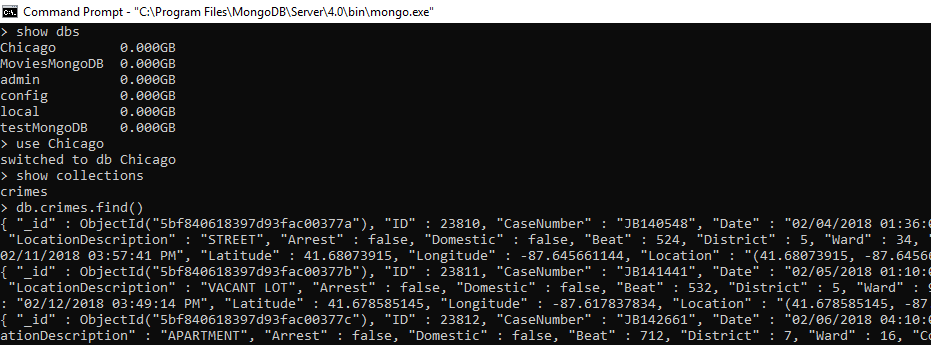 Command Prompt - "C:\Program Files\MongoDB\Server\4.0\bin\mongo.exe"
> show dbs
Chicago        0.000GB
MoviesMongoDB  0.000GB
admin          0.000GB
config         0.000GB
local          0.000GB
testMongoDB    0.000GB
> use Chicago
switched to db Chicago
> show collections
crimes
> db.crimes.find()
{ "_id" : ObjectId("5bf840618397d93fac00377a"), "ID" : 23810, "CaseNumber" : "JB140548", "Date" : "02/04/2018 01:36:0
"LocationDescription" : "STREET", "Arrest" : false, "Domestic" : false, "Beat" : 524, "District" : 5, "Ward" : 34,
02/11/2018 03:57:41 PM", "Latitude" : 41.68073915, "Longitude" : -87.645661144, "Location" : "(41.68073915, -87.64566
{ "_id" : ObjectId("5bf840618397d93fac00377b"), "ID" : 23811, "CaseNumber" : "JB141441", "Date" : "02/05/2018 01:10:0
"LocationDescription" : "VACANT LOT", "Arrest" : false, "Domestic" : false, "Beat" : 532, "District" : 5, "Ward" : 9
: "02/12/2018 03:49:14 PM", "Latitude" : 41.678585145, "Longitude" : -87.617837834, "Location" : "(41.678585145, -87
{ "_id" : ObjectId("5bf840618397d93fac00377c"), "ID" : 23812, "CaseNumber" : "JB142661", "Date" : "02/06/2018 04:10:0
ationDescription" : "APARTMENT", "Arrest" : false, "Domestic" : false, "Beat" : 712, "District" : 7, "Ward" : 16, "Co